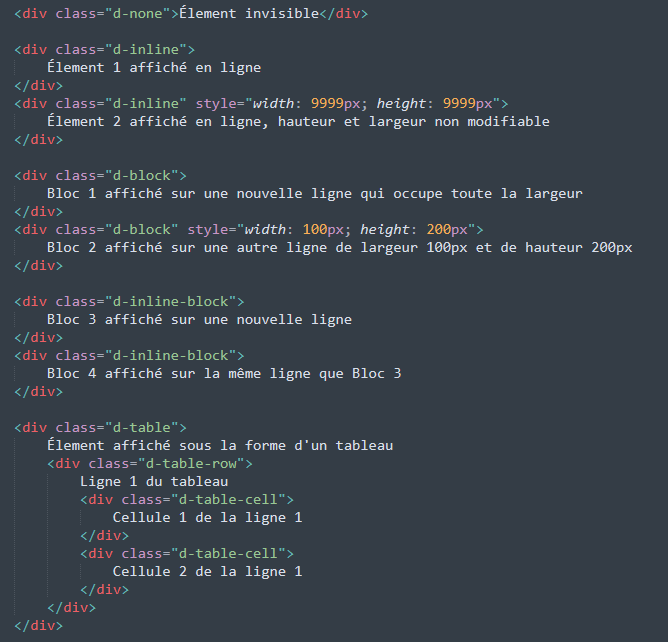 <div class="d-none">Élement invisible</div>
<div class="d-inline">
Élement 1 affiché en ligne
</div>
<div class="d-inline" style="width: 9999px; height: 9999px">
Élement 2 affiché en ligne, hauteur et largeur non modifiable
</div>
<div class="d-block">
Bloc 1 affiché sur une nouvelle ligne qui occupe toute la largeur
</div>
<div class="d-block" style="width: 100px; height: 200px">
Bloc 2 affiché sur une autre ligne de largeur 100px et de hauteur 200px
</div>
<div class="d-inline-block">
Bloc 3 affiché sur une nouvelle ligne
</div>
<div class="d-inline-block">
Bloc 4 affiché sur la même ligne que Bloc 3
</div>
<div class="d-table">
Élement affiché sous la forme d'un tableau
<div class="d-table-row">
Ligne 1 du tableau
<div class="d-table-cell">
Cellule 1 de la ligne 1
</div>
<div class="d-table-cell">
Cellule 2 de la ligne 1
</div>
</div>
</div>